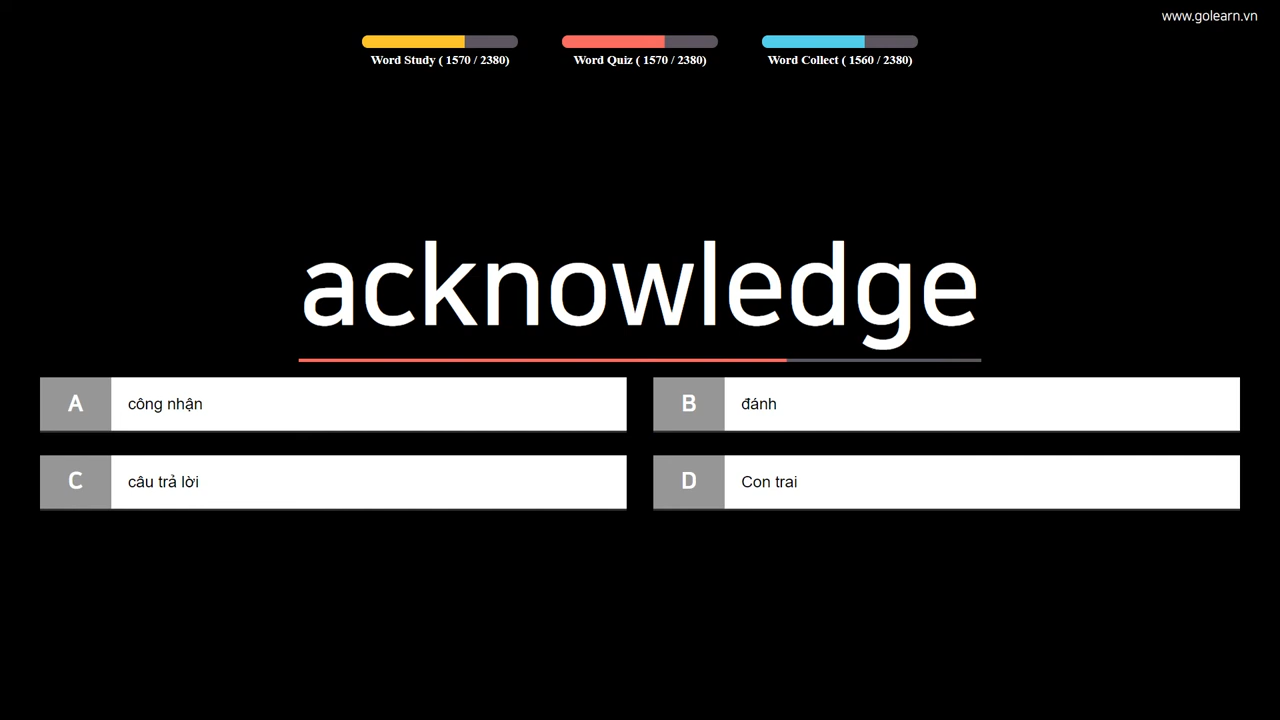 www.golearn.vn
Word Study ( 1570 / 2380)
Word Quiz ( 1570 / 2380)
Word Collect ( 1560 / 2380)
acknowledge
A công nhận
B đánh
C câu trả lời
D Con trai